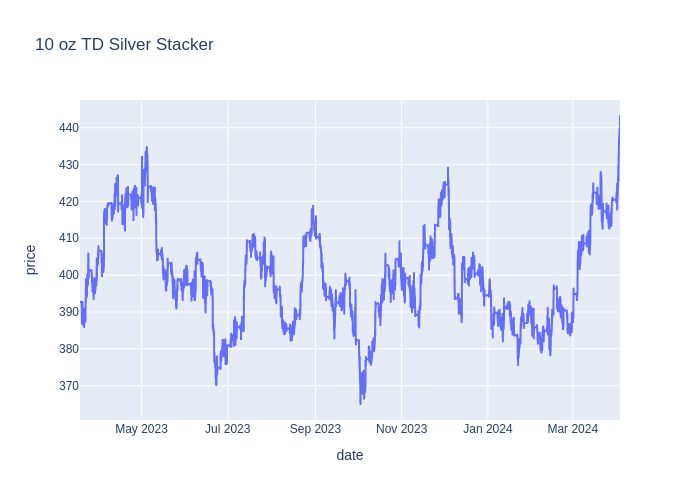 10 oz TD Silver Stacker
price
440
430
420
410
400
390
380
370
May 2023
Jul 2023
Sep 2023
Nov 2023
Jan 2024
Mar 2024
date